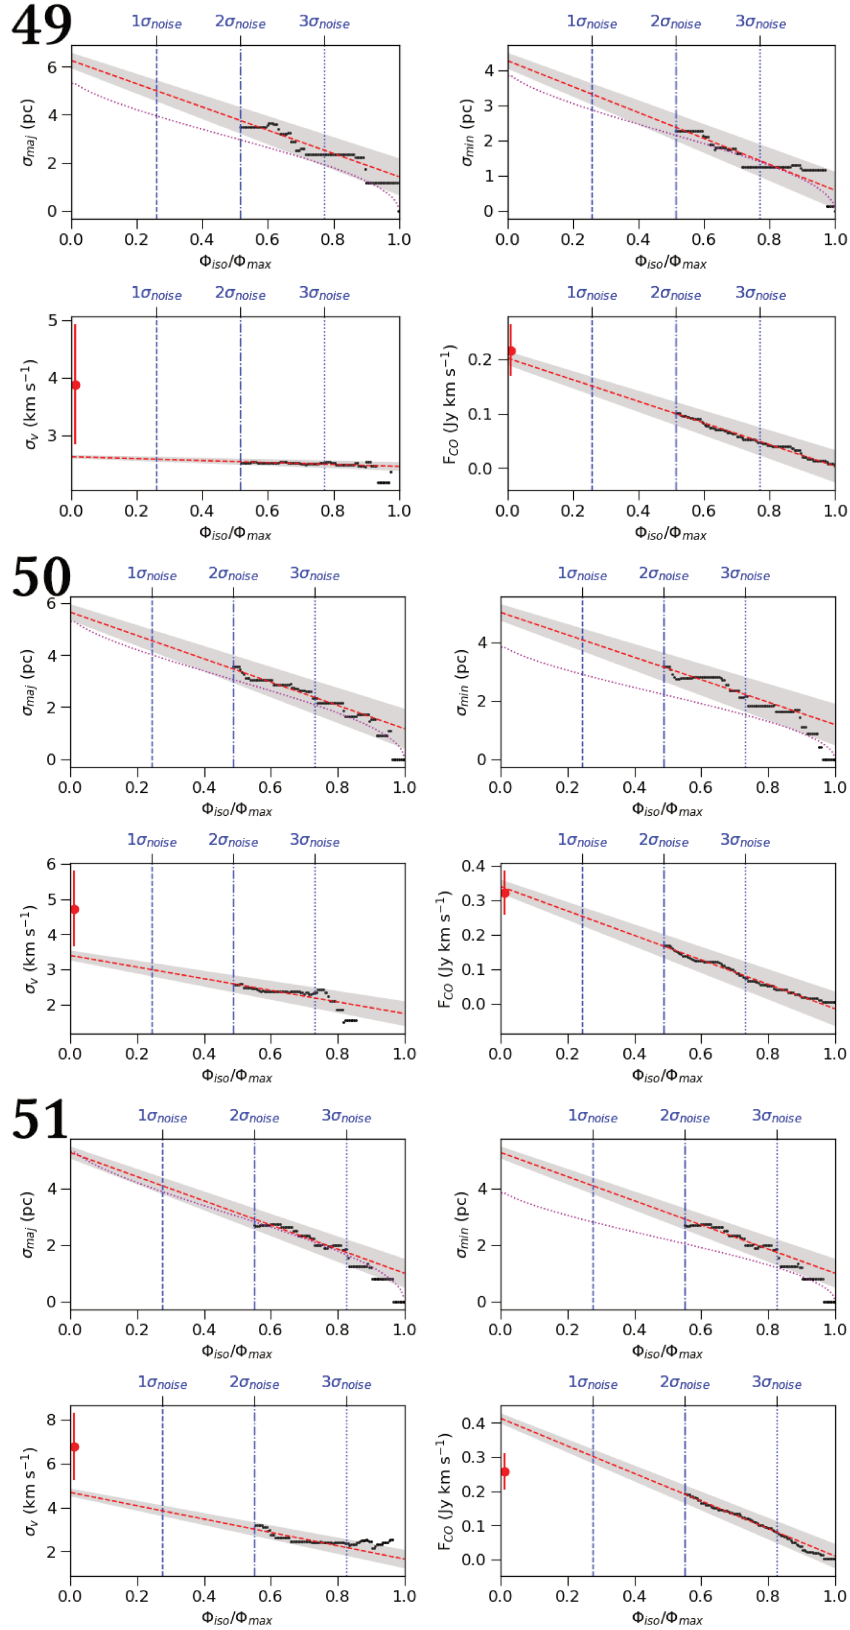 49
1σnoise 2σnoise 3σnoise
1σnoise 2σnoise 3σnoise
6
4
2
0
σmaj (pc)
0.0 0.2 0.4 0.6 0.8 1.0
Φiso/Φmax
4
3
2
1
0
σmin (pc)
0.0 0.2 0.4 0.6 0.8 1.0
Φiso/Φmax
1σnoise 2σnoise 3σnoise
1σnoise 2σnoise 3σnoise
5
4
3
σv (km s−1)
0.0 0.2 0.4 0.6 0.8 1.0
Φiso/Φmax
0.2
0.1
0.0
FCO (Jy km s−1)
0.0 0.2 0.4 0.6 0.8 1.0
Φiso/Φmax
50
1σnoise 2σnoise 3σnoise
1σnoise 2σnoise 3σnoise
6
4
2
0
σmaj (pc)
0.0 0.2 0.4 0.6 0.8 1.0
Φiso/Φmax
4
2
0
σmin (pc)
0.0 0.2 0.4 0.6 0.8 1.0
Φiso/Φmax
1σnoise 2σnoise 3σnoise
1σnoise 2σnoise 3σnoise
6
5
4
3
2
σv (km s−1)
0.0 0.2 0.4 0.6 0.8 1.0
Φiso/Φmax
0.4
0.3
0.2
0.1
0.0
FCO (Jy km s−1)
0.0 0.2 0.4 0.6 0.8 1.0
Φiso/Φmax
51
1σnoise 2σnoise 3σnoise
1σnoise 2σnoise 3σnoise
4
2
0
σmaj (pc)
0.0 0.2 0.4 0.6 0.8 1.0
Φiso/Φmax
4
2
0
σmin (pc)
0.0 0.2 0.4 0.6 0.8 1.0
Φiso/Φmax
1σnoise 2σnoise 3σnoise
1σnoise 2σnoise 3σnoise
8
6
4
2
σv (km s−1)
0.0 0.2 0.4 0.6 0.8 1.0
Φiso/Φmax
0.4
0.3
0.2
0.1
0.0
FCO (Jy km s−1)
0.0 0.2 0.4 0.6 0.8 1.0
Φiso/Φmax